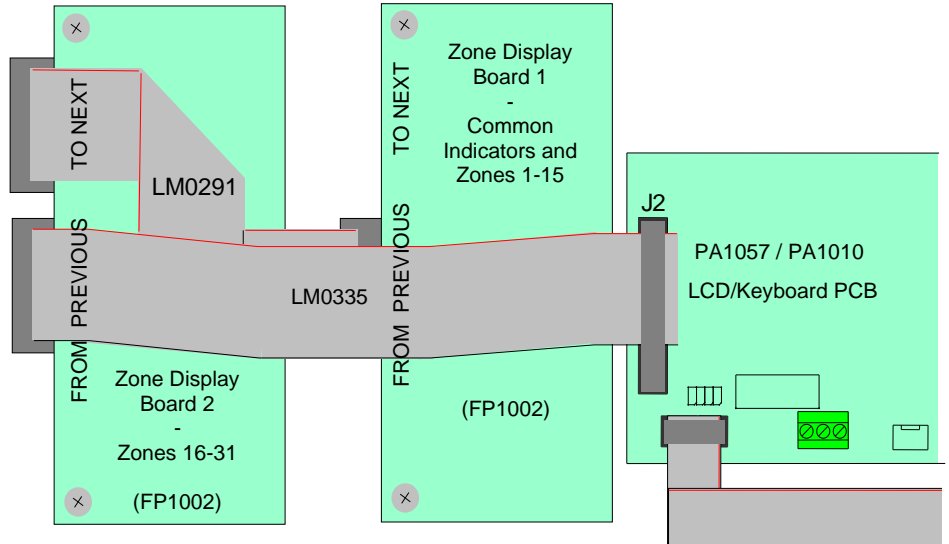 TO NEXT
LM0291
FROM PREVIOUS
Zone Display
Board 2
-
Zones 16-31
(FP1002)
LM0335
TO NEXT
Zone Display
Board 1
-
Common
Indicators and
Zones 1-15
FROM PREVIOUS
(FP1002)
J2
PA1057 / PA1010
LCD/Keyboard PCB